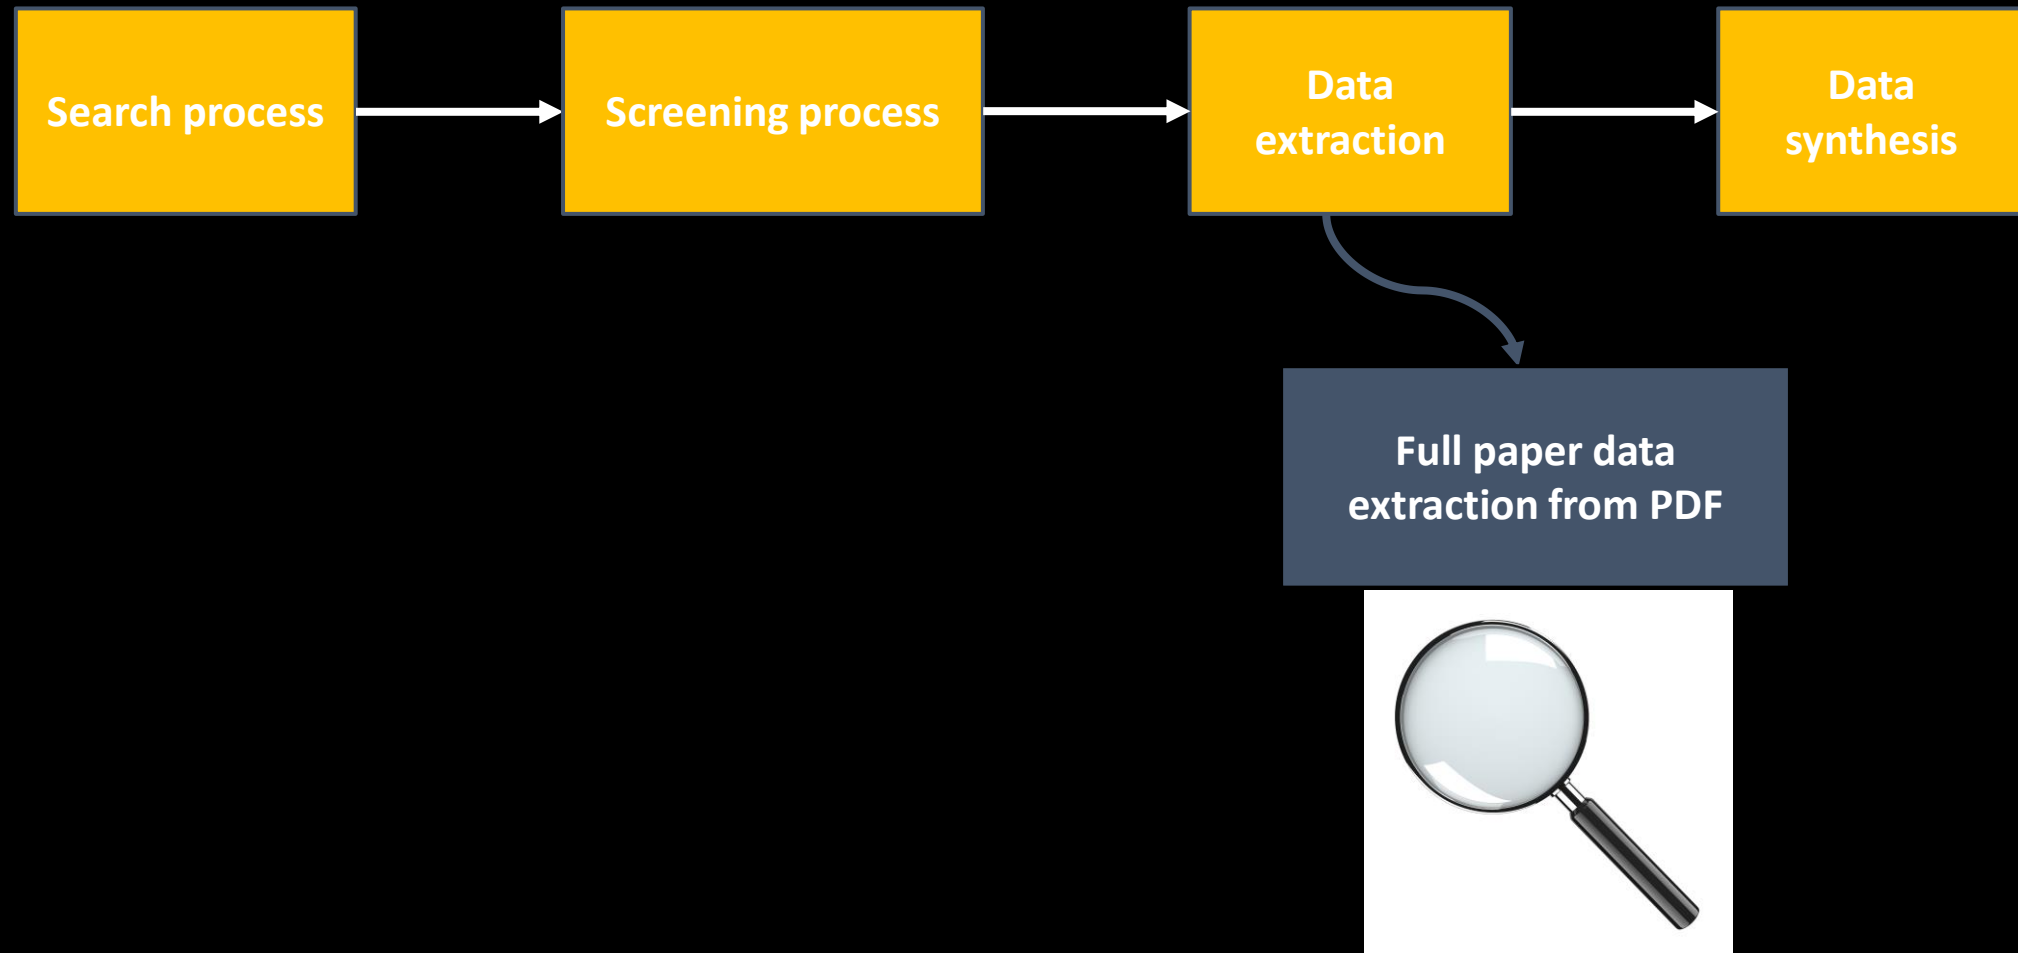 Search process
Screening process
Data
extraction
Data
synthesis
Full paper data
extraction from PDF